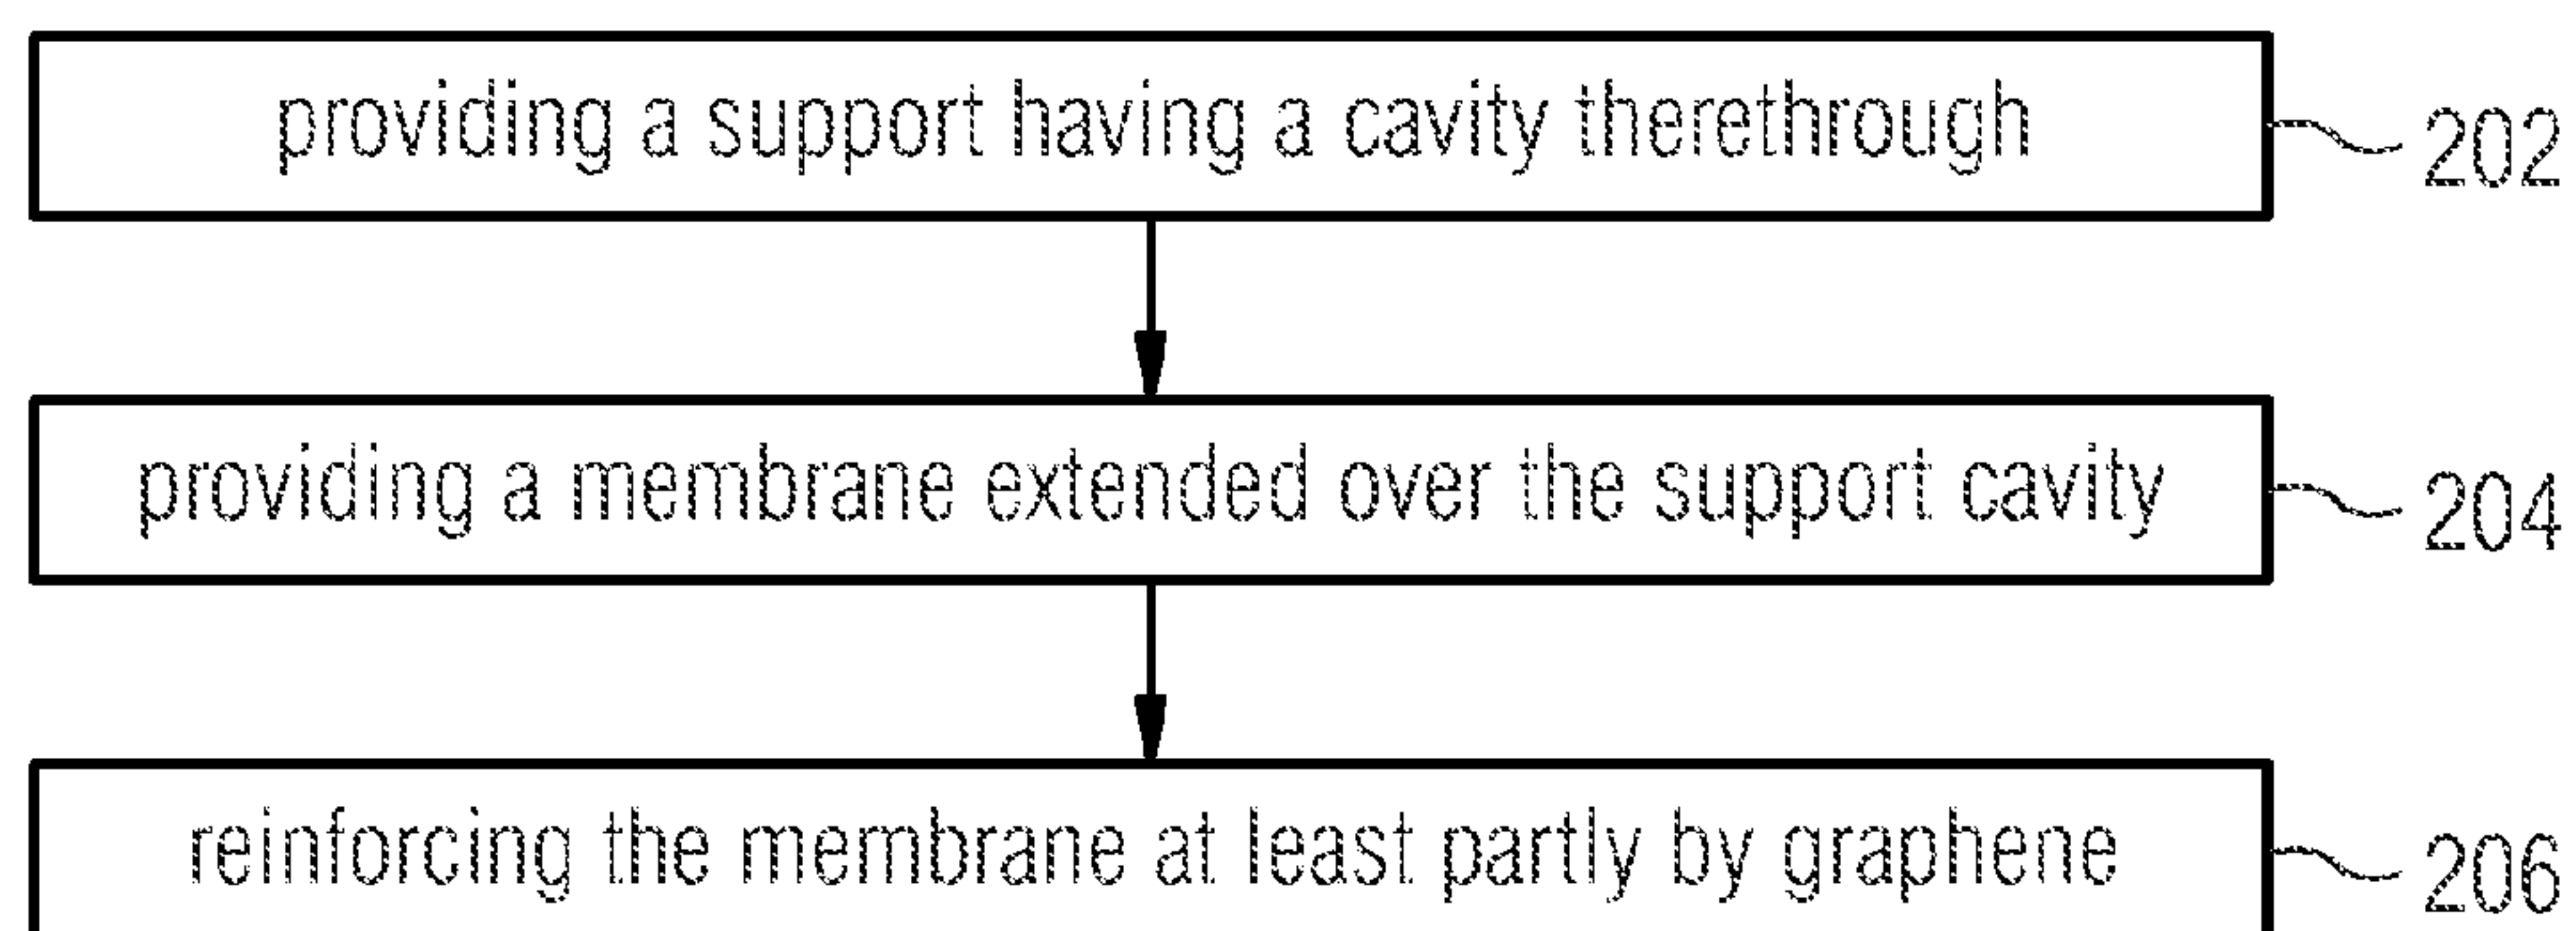 providing a support having a cavity therethrough 202
providing a membrane extended over the support cavity 204
reinforcing the membrane at least partly by graphene 206